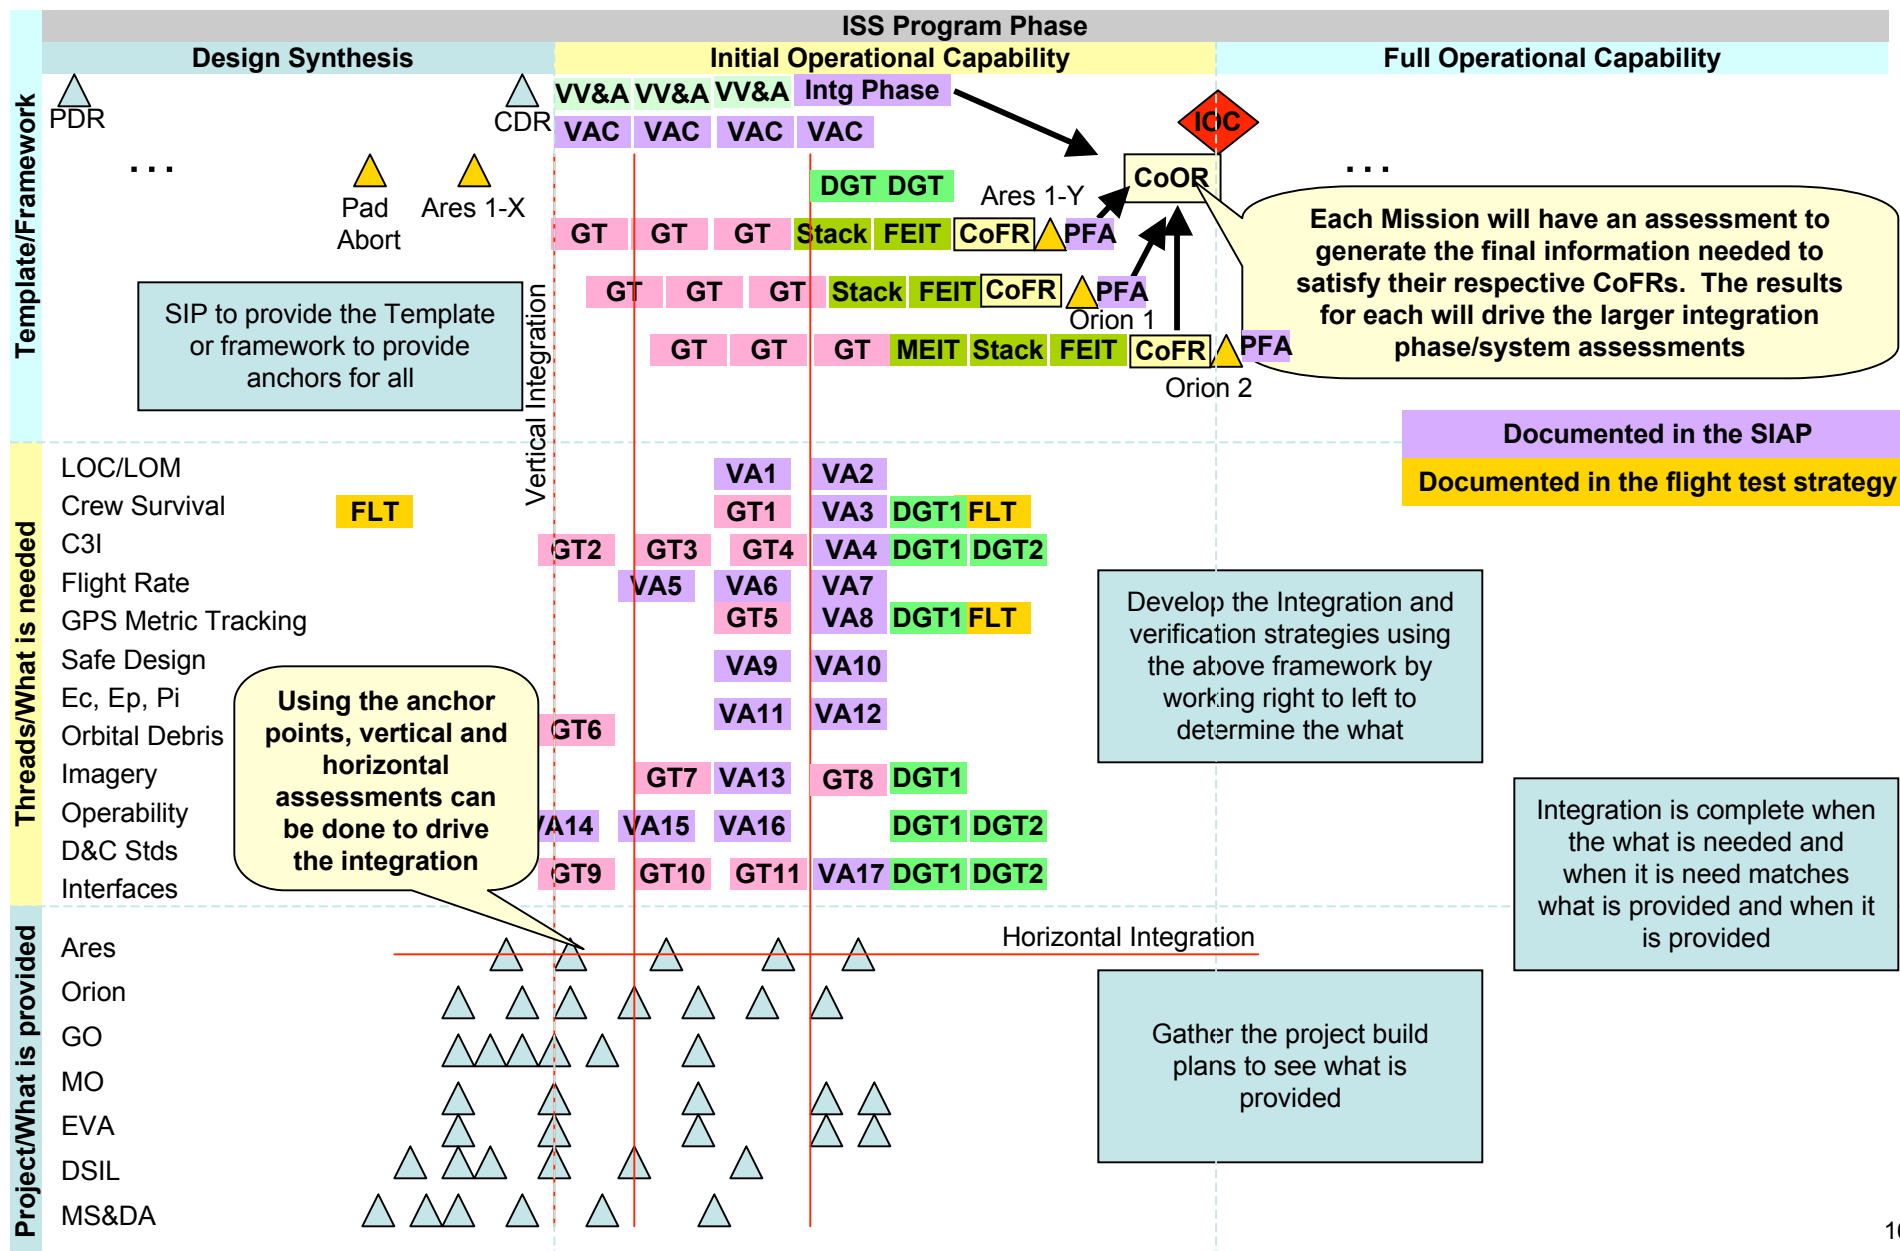 ISS Program Phase
Design Synthesis
Initial Operational Capability
Full Operational Capability
Template/Framework
PDR
CDR
VV&A VV&A VV&A Intg Phase
VAC VAC VAC VAC
IOC
. . .
. . .
Pad
Abort
Ares 1-X
DGT DGT
Ares 1-Y
CoOR
GT GT GT Stack FEIT CoFR PFA
GT GT GT Stack FEIT CoFR PFA
Orion 1
GT GT GT MEIT Stack FEIT CoFR PFA
Orion 2
SIP to provide the Template
or framework to provide
anchors for all
Vertical Integration
Each Mission will have an assessment to
generate the final information needed to
satisfy their respective CoFRs. The results
for each will drive the larger integration
phase/system assessments
Documented in the SIAP
Documented in the flight test strategy
Threads/What is needed
LOC/LOM VA1 VA2
Crew Survival FLT GT1 VA3 DGT1 FLT
C3I GT2 GT3 GT4 VA4 DGT1 DGT2
Flight Rate VA5 VA6 VA7
GPS Metric Tracking GT5 VA8 DGT1 FLT
Safe Design VA9 VA10
Ec, Ep, Pi VA11 VA12
Orbital Debris GT6
Imagery GT7 VA13 GT8 DGT1
Operability VA14 VA15 VA16 DGT1 DGT2
D&C Stds
Interfaces GT9 GT10 GT11 VA17 DGT1 DGT2
Using the anchor
points, vertical and
horizontal
assessments can
be done to drive
the integration
Develop the Integration and
verification strategies using
the above framework by
working right to left to
determine the what
Integration is complete when
the what is needed and
when it is need matches
what is provided and when it
is provided
Project/What is provided
Ares
Horizontal Integration
Orion
GO
MO
EVA
DSIL
MS&DA
Gather the project build
plans to see what is
provided